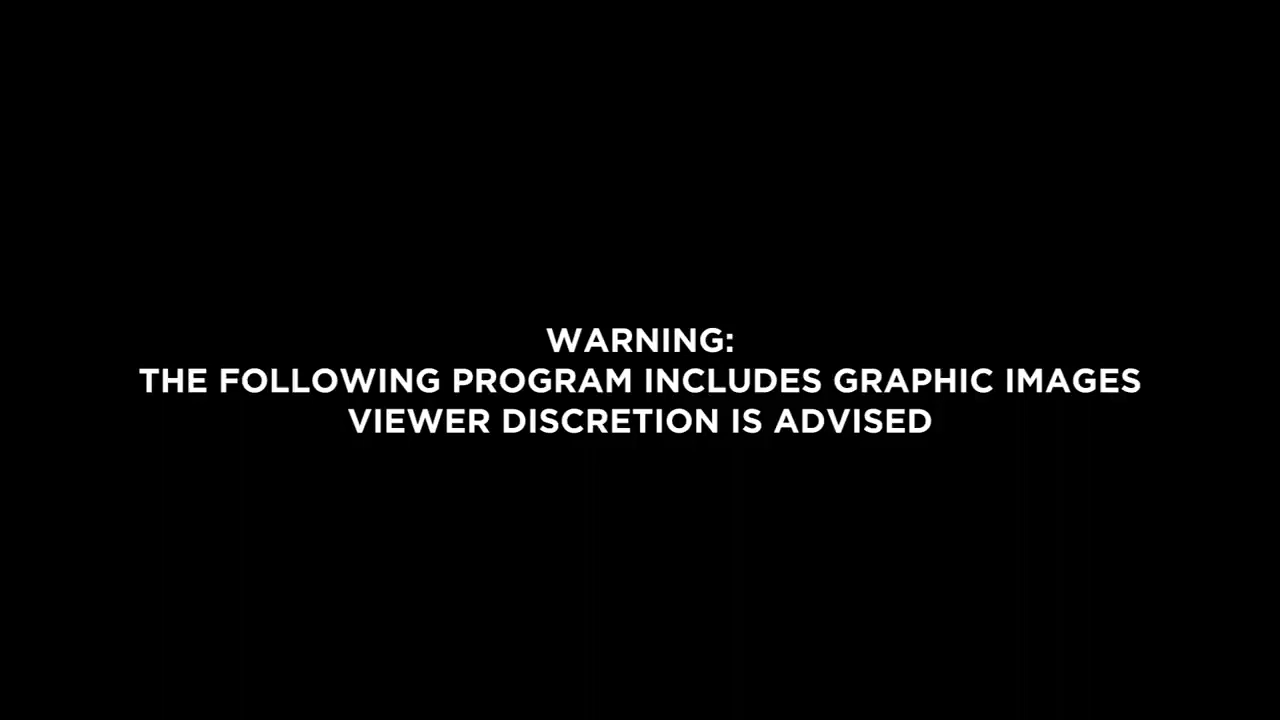 WARNING:
THE FOLLOWING PROGRAM INCLUDES GRAPHIC IMAGES
VIEWER DISCRETION IS ADVISED